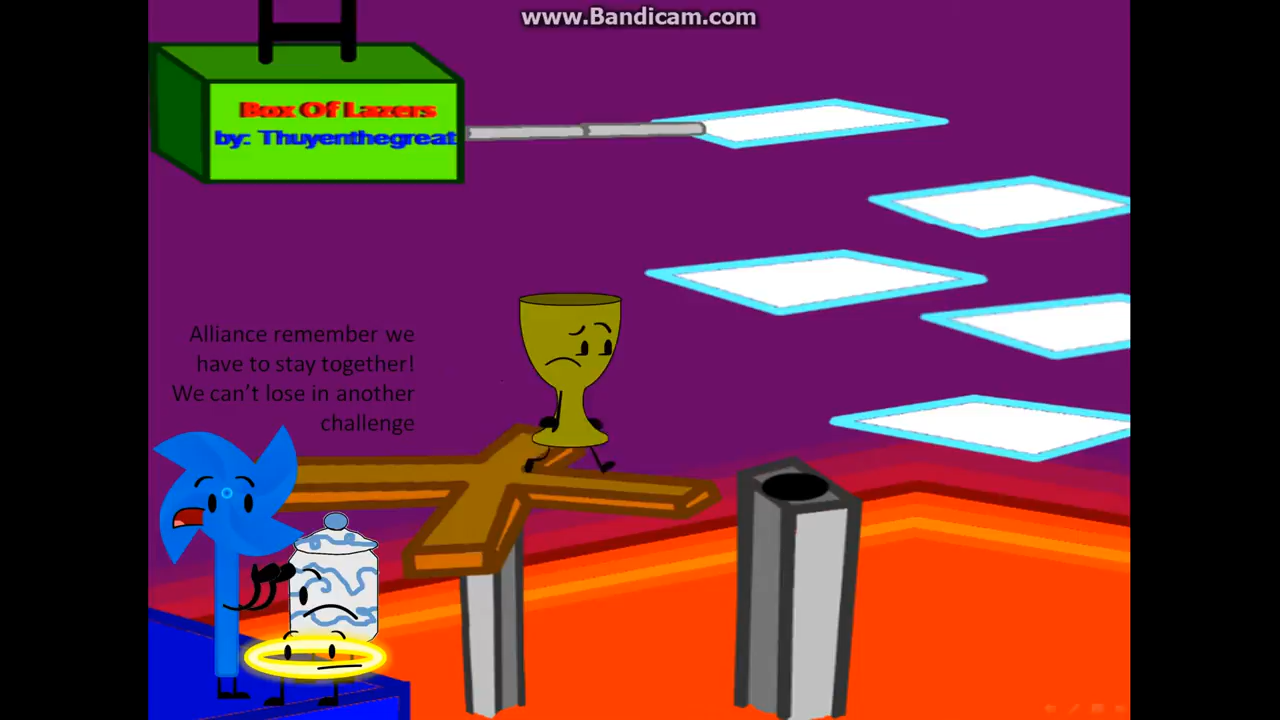 www.Bandicam.com
Box Of Lazers
by: Thuyenthegreat
Alliance remember we
have to stay together!
We can't lose in another
challenge